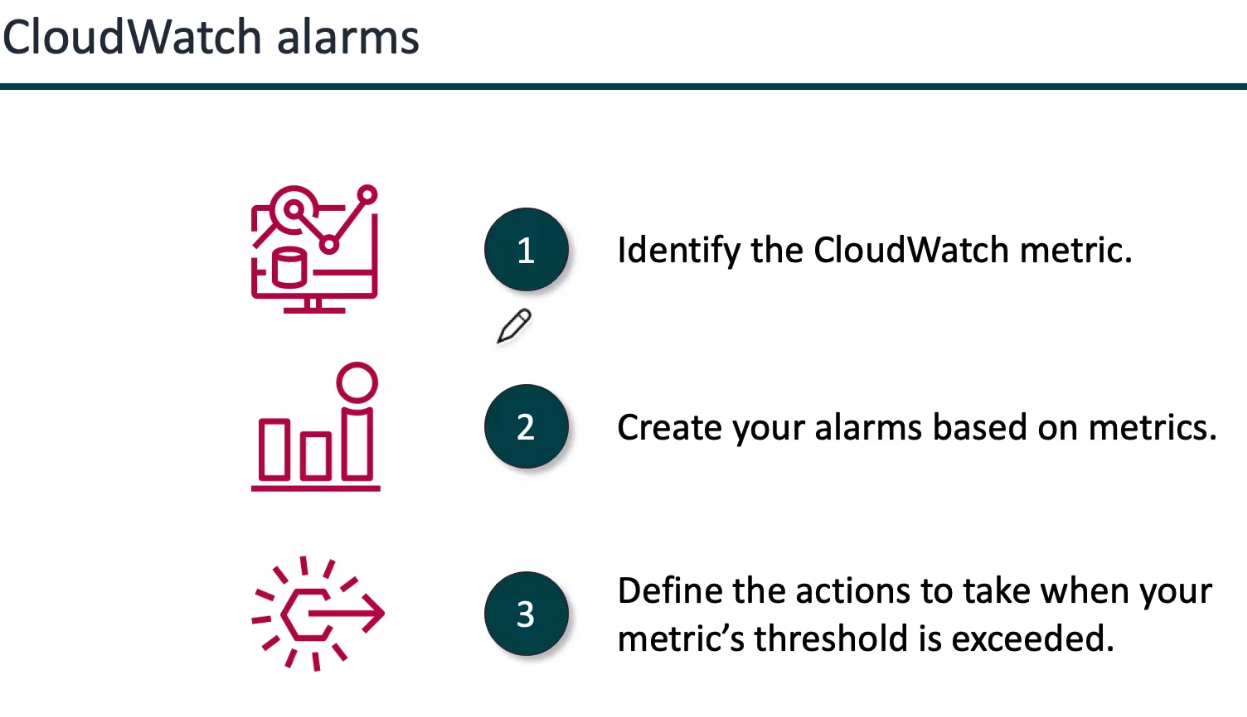 CloudWatch alarms
1
Identify the CloudWatch metric.
2
Create your alarms based on metrics.
3
Define the actions to take when your
metric’s threshold is exceeded.